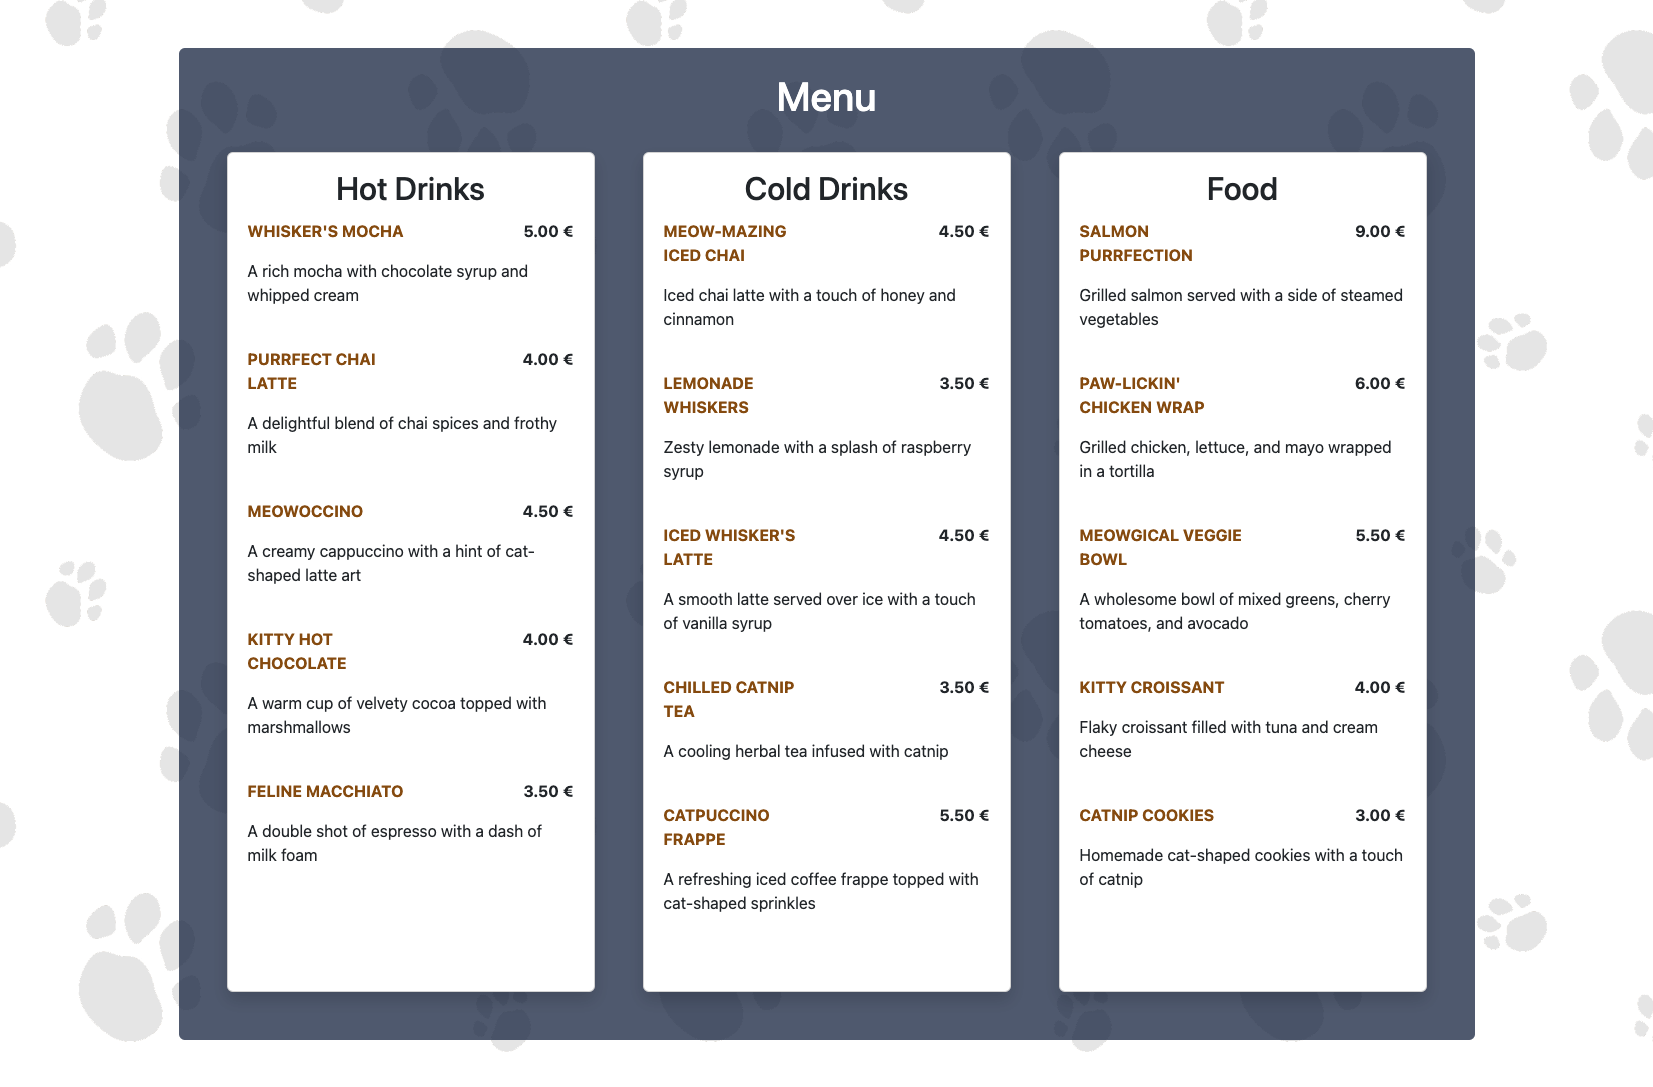 Menu
Hot Drinks
WHISKER'S MOCHA 5.00 €
A rich mocha with chocolate syrup and
whipped cream
PURRFECT CHAI 4.00 €
LATTE
A delightful blend of chai spices and frothy
milk
MEOWOCCINO 4.50 €
A creamy cappuccino with a hint of cat-
shaped latte art
KITTY HOT 4.00 €
CHOCOLATE
A warm cup of velvety cocoa topped with
marshmallows
FELINE MACCHIATO 3.50 €
A double shot of espresso with a dash of
milk foam
Cold Drinks
MEOW-MAZING 4.50 €
ICED CHAI
Iced chai latte with a touch of honey and
cinnamon
LEMONADE 3.50 €
WHISKERS
Zesty lemonade with a splash of raspberry
syrup
ICED WHISKER'S 4.50 €
LATTE
A smooth latte served over ice with a touch
of vanilla syrup
CHILLED CATNIP 3.50 €
TEA
A cooling herbal tea infused with catnip
CATPUCCINO 5.50 €
FRAPPE
A refreshing iced coffee frappe topped with
cat-shaped sprinkles
Food
SALMON 9.00 €
PURRFECTION
Grilled salmon served with a side of steamed
vegetables
PAW-LICKIN' 6.00 €
CHICKEN WRAP
Grilled chicken, lettuce, and mayo wrapped
in a tortilla
MEOWGICAL VEGGIE 5.50 €
BOWL
A wholesome bowl of mixed greens, cherry
tomatoes, and avocado
KITTY CROISSANT 4.00 €
Flaky croissant filled with tuna and cream
cheese
CATNIP COOKIES 3.00 €
Homemade cat-shaped cookies with a touch
of catnip